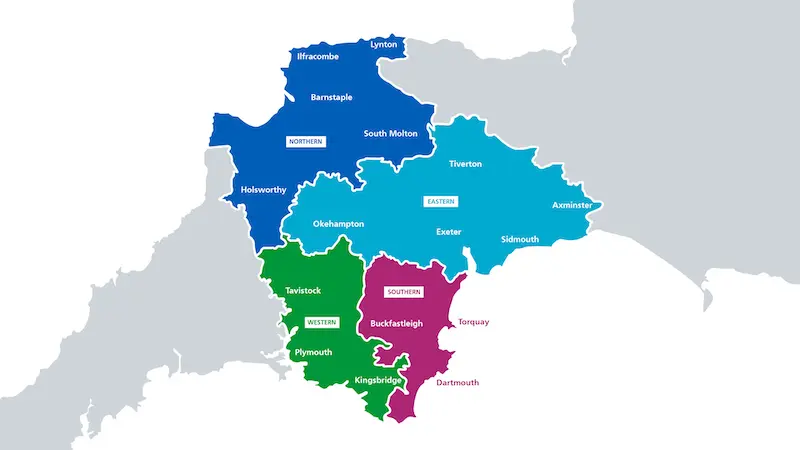 Lynton
Ilfracombe
Barnstaple
South Molton
NORTHERN
Tiverton
Holsworthy
EASTERN
Axminster
Okehampton
Exeter
Sidmouth
Tavistock
SOUTHERN
WESTERN
Buckfastleigh
Torquay
Plymouth
Kingsbridge
Dartmouth